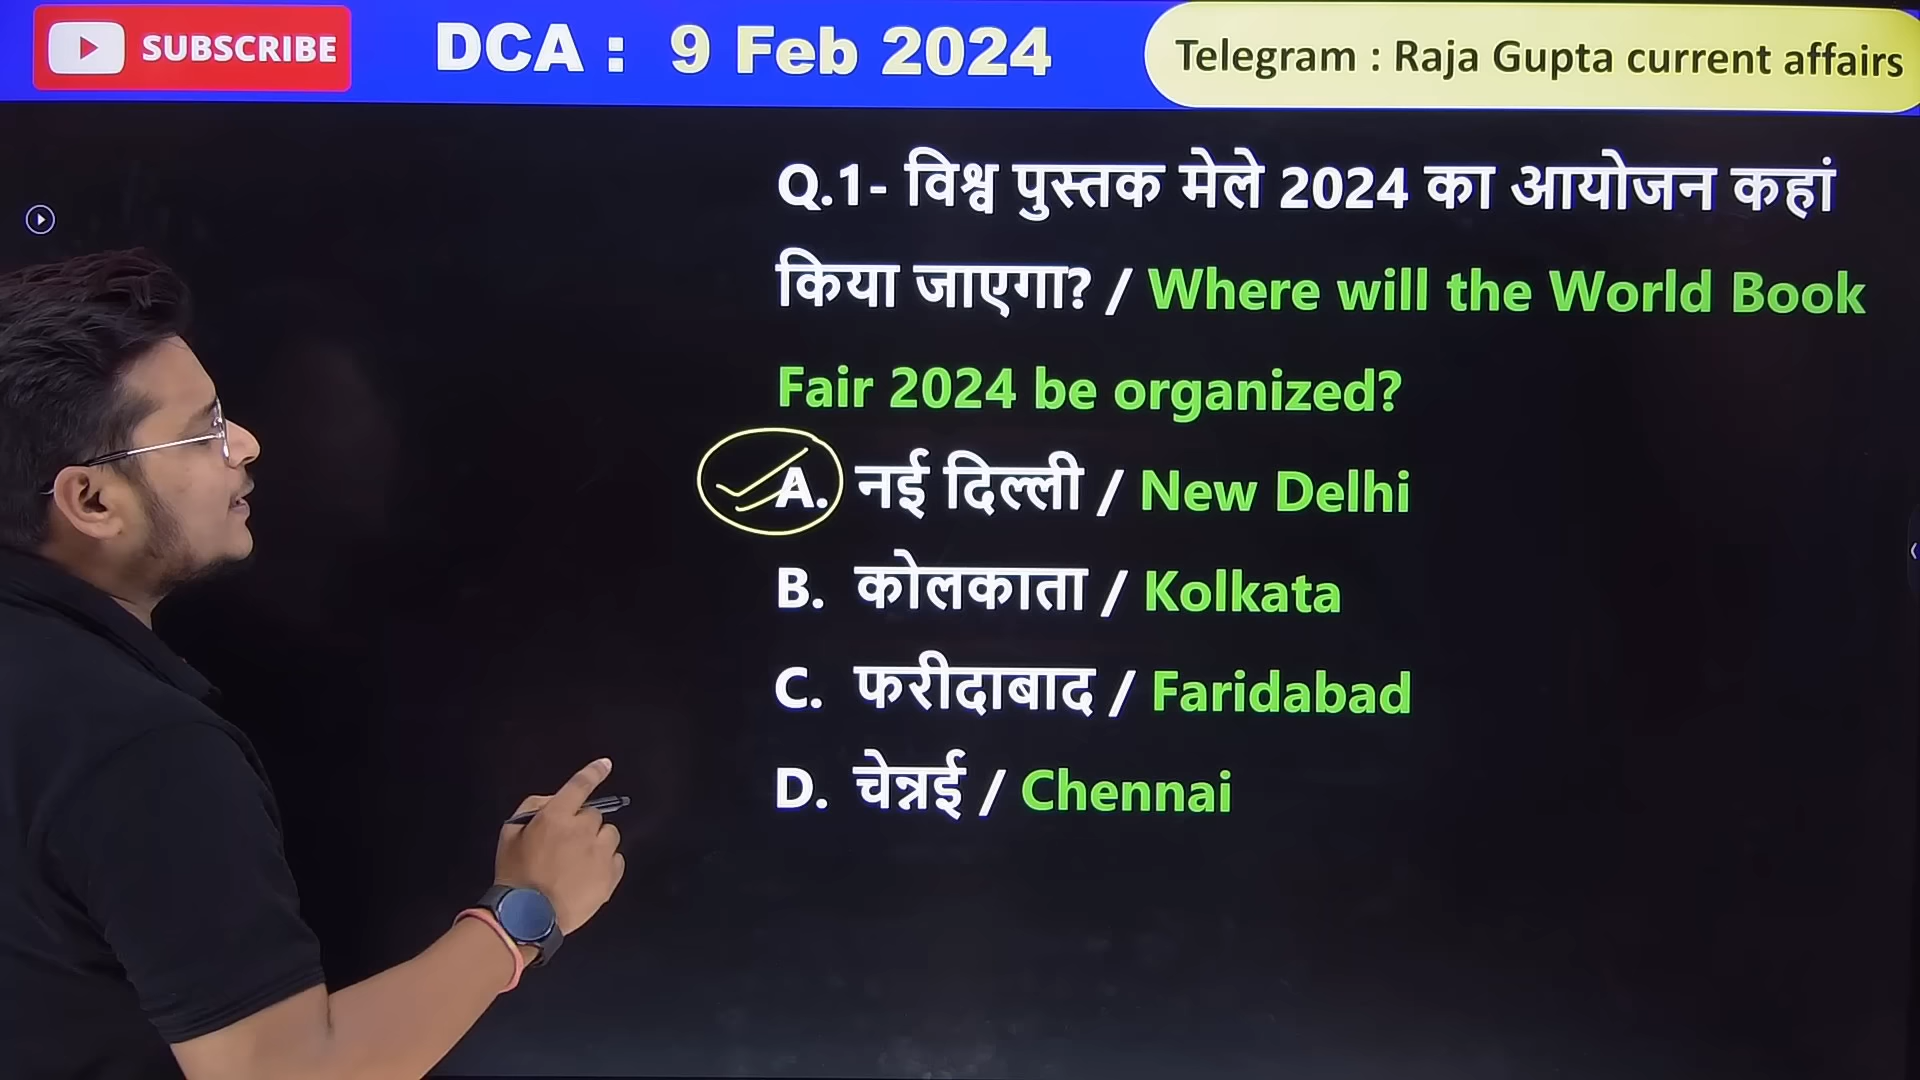 SUBSCRIBE
DCA : 9 Feb 2024
Telegram : Raja Gupta current affairs
Q.1- विश्व पुस्तक मेले 2024 का आयोजन कहां
किया जाएगा? / Where will the World Book
Fair 2024 be organized?
A. नई दिल्ली / New Delhi
B. कोलकाता / Kolkata
C. फरीदाबाद / Faridabad
D. चेन्नई / Chennai